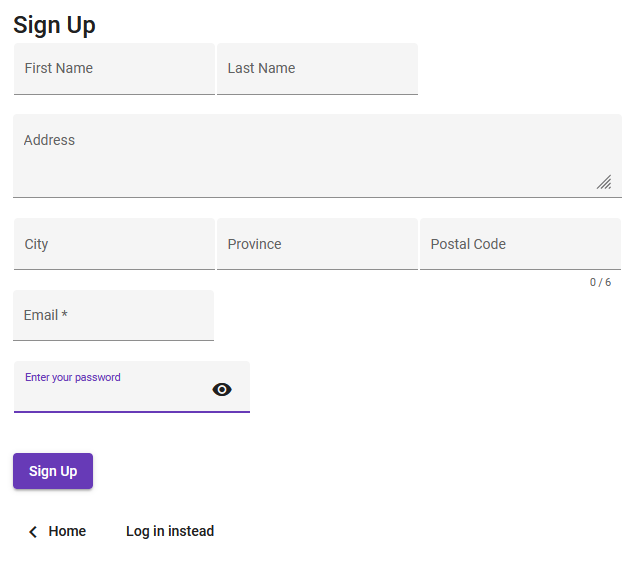 Sign Up
First Name Last Name
Address
City Province Postal Code
0 / 6
Email *
Enter your password
Sign Up
Home Log in instead